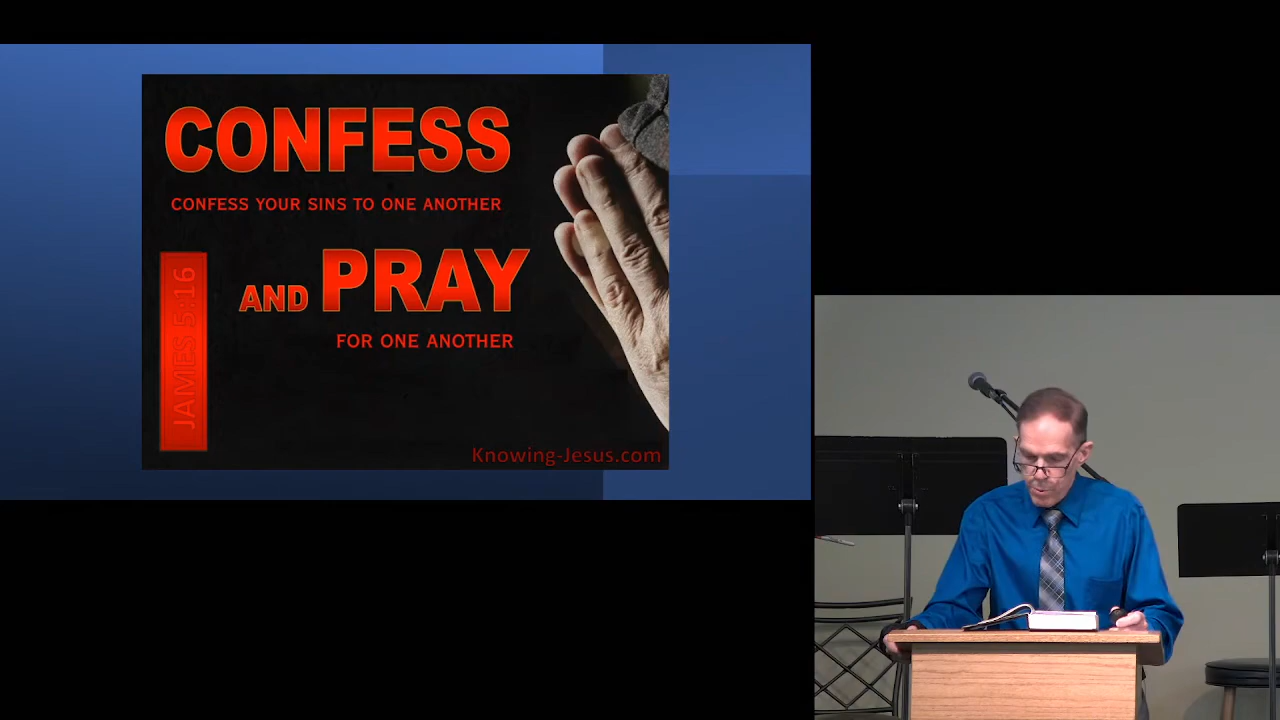 CONFESS
CONFESS YOUR SINS TO ONE ANOTHER
AND PRAY
FOR ONE ANOTHER
JAMES 5:16
Knowing-Jesus.com